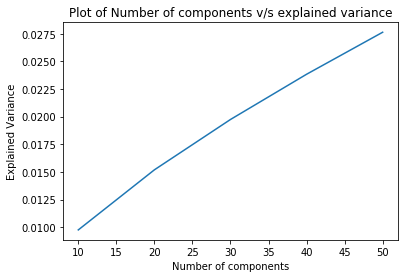 Plot of Number of components v/s explained variance
0.0275
0.0250
0.0225
0.0200
0.0175
0.0150
0.0125
0.0100
Explained Variance
10 15 20 25 30 35 40 45 50
Number of components